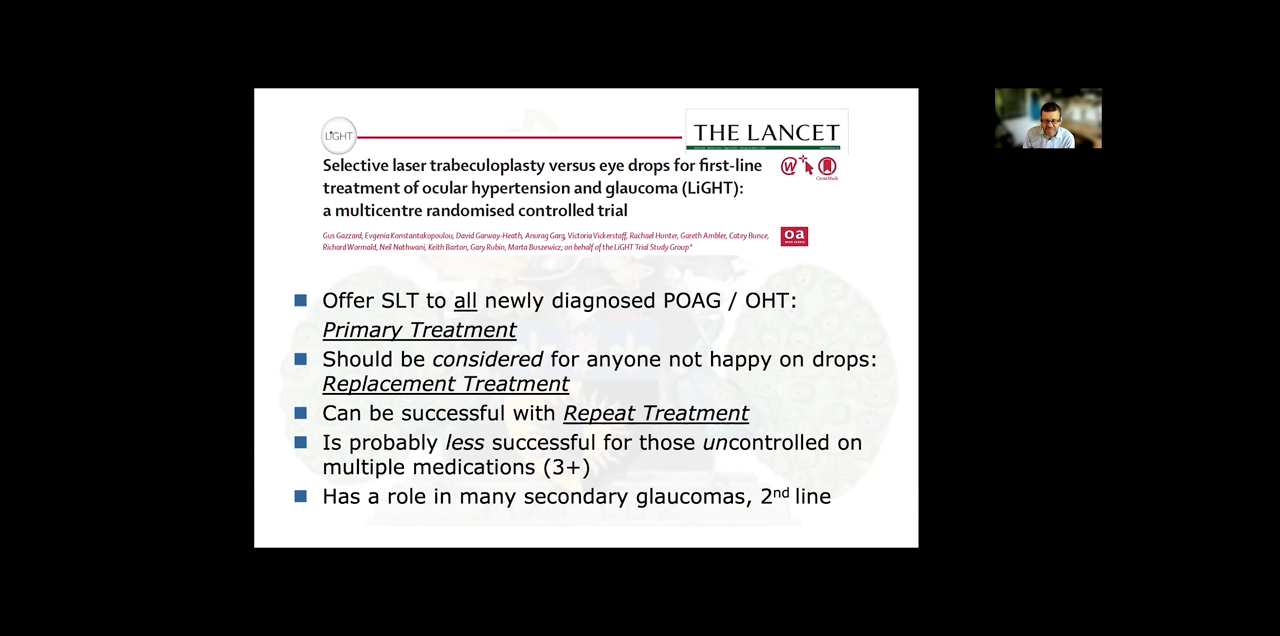 LiGHT
THE LANCET
Selective laser trabeculoplasty versus eye drops for first-line
treatment of ocular hypertension and glaucoma (LiGHT):
a multicentre randomised controlled trial
CrossMark
Gus Gazzard, Evgenia Konstantakopoulou, David Garway-Heath, Anurag Garg, Victoria Vickerstaff, Rachael Hunter, Gareth Ambler, Catey Bunce,
Richard Wormald, Neil Nathwani, Keith Barton, Gary Rubin, Marta Buszewicz; on behalf of the LiGHT Trial Study Group*
oa
OPEN ACCESS
Offer SLT to all newly diagnosed POAG / OHT:
Primary Treatment
Should be considered for anyone not happy on drops:
Replacement Treatment
Can be successful with Repeat Treatment
Is probably less successful for those uncontrolled on
multiple medications (3+)
Has a role in many secondary glaucomas, 2nd line